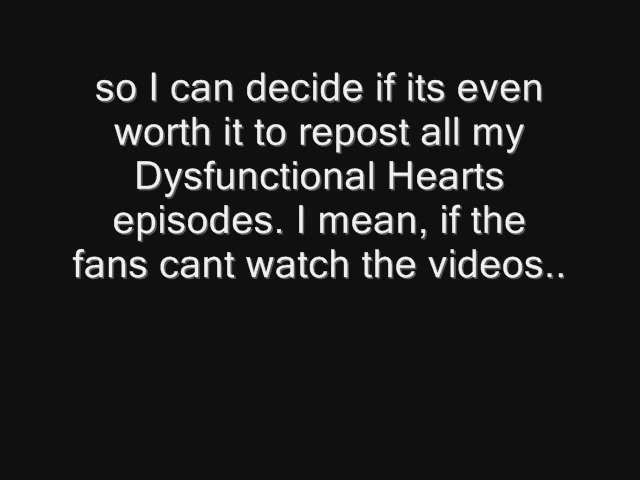 so I can decide if its even
worth it to repost all my
Dysfunctional Hearts
episodes. I mean, if the
fans cant watch the videos..